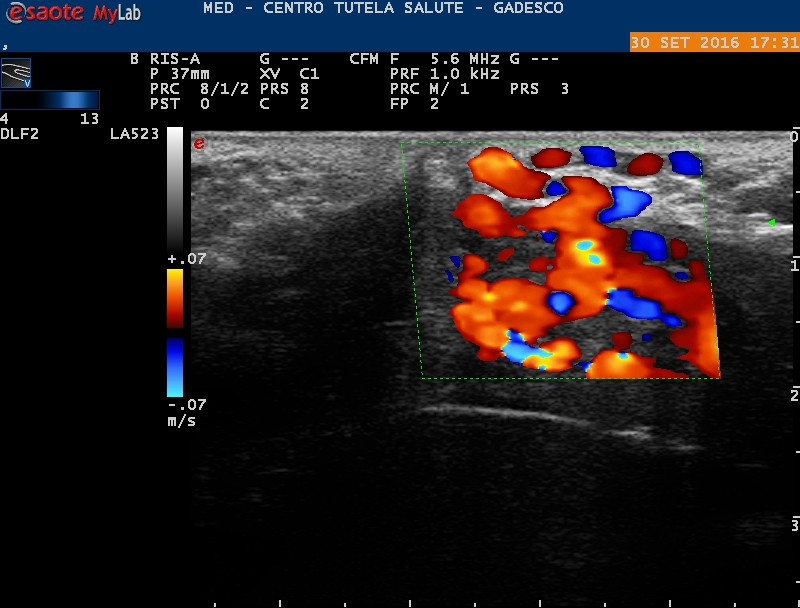 esaote MyLab
MED - CENTRO TUTELA SALUTE - GADESCO
,
30 SET 2016 17:31
B RIS-A G --- CFM F 5.6 MHz G ---
P 37mm XV C1 PRF 1.0 kHz
PRC 8/1/2 PRS 8 PRC M/ 1 PRS 3
PST 0 C 2 FP 2
V
4 13
DLF2 LA523
e
0
+.07
1
-.07
m/s
2
3